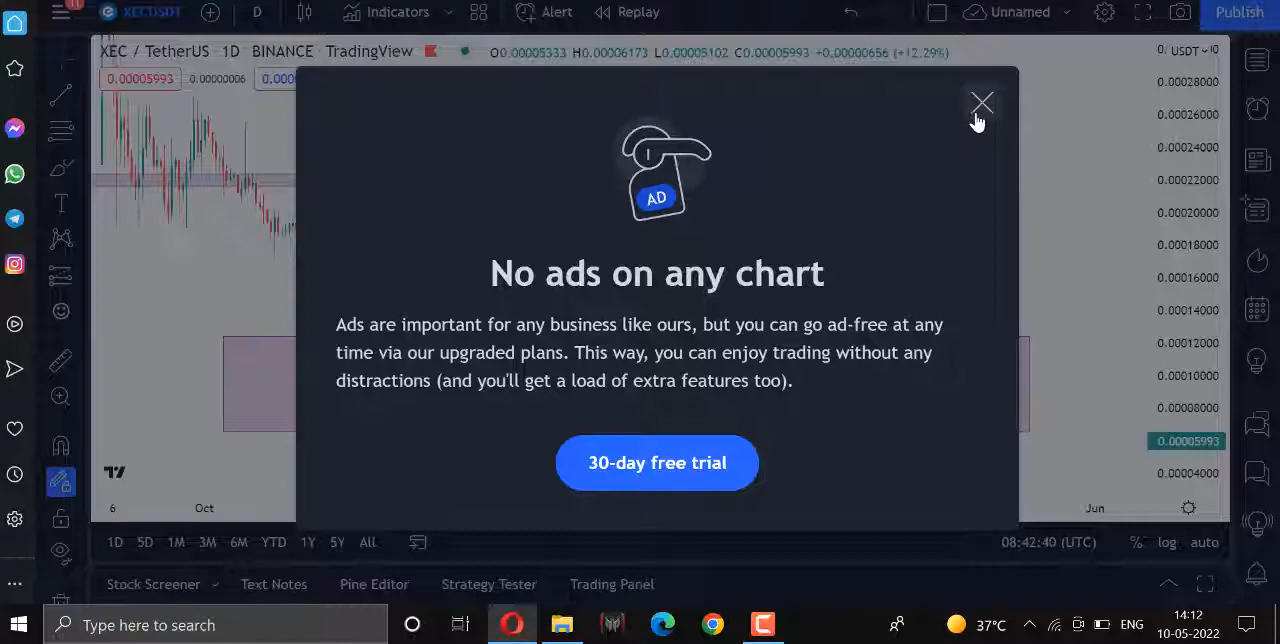 11
XECUSDT
D
Indicators
Alert
Replay
Unnamed
Publish
XEC / TetherUS · 1D · BINANCE · TradingView
O0.00005333 H0.00006173 L0.00005102 C0.00005993 +0.00000656 (+12.29%)
USDT
0.00005993
0.00000006
0.000
0.00028000
0.00026000
0.00024000
0.00022000
0.00020000
0.00018000
0.00016000
0.00014000
0.00012000
0.00010000
0.00008000
0.00005993
0.00004000
AD
No ads on any chart
Ads are important for any business like ours, but you can go ad-free at any
time via our upgraded plans. This way, you can enjoy trading without any
distractions (and you'll get a load of extra features too).
30-day free trial
6
Oct
Jun
1D 5D 1M 3M 6M YTD 1Y 5Y All
08:42:40 (UTC)
% log auto
Stock Screener
Text Notes
Pine Editor
Strategy Tester
Trading Panel
Type here to search
37°C
ENG
14:12
10-05-2022